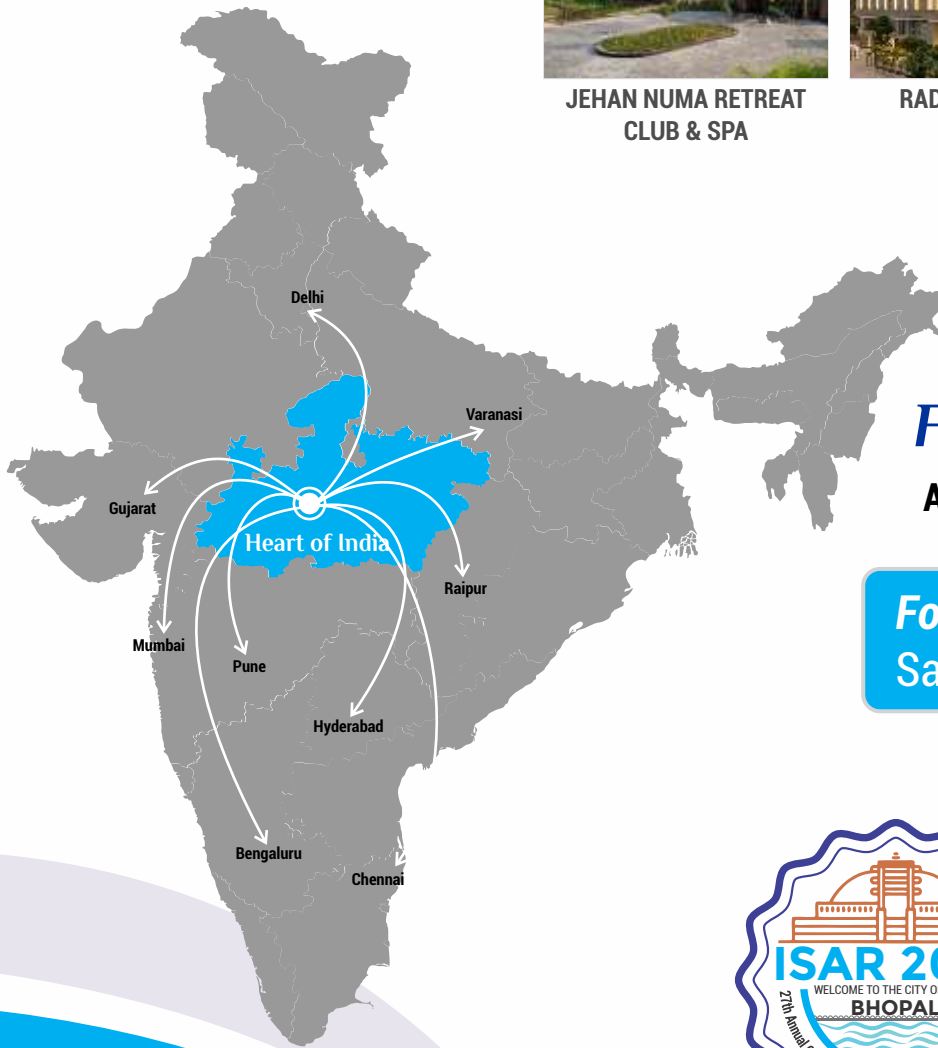 JEHAN NUMA RETREAT
CLUB & SPA
RAD
Delhi
Varanasi
Gujarat
Heart of India
Raipur
Mumbai
Pune
Hyderabad
Bengaluru
Chennai
F
A
Fo
Sa
ISAR 20
WELCOME TO THE CITY O
BHOPAL
27th Annual